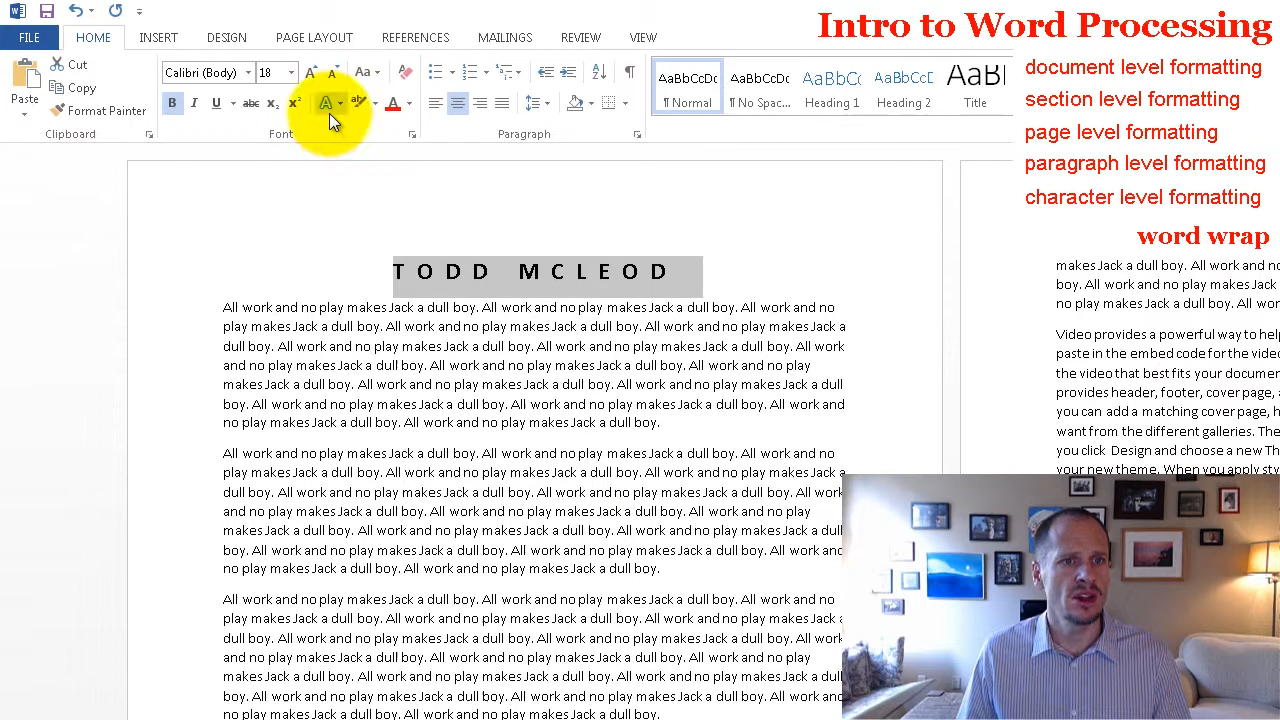 FILE HOME INSERT DESIGN PAGE LAYOUT REFERENCES MAILINGS REVIEW VIEW
Intro to Word Processing
document level formatting
section level formatting
page level formatting
paragraph level formatting
character level formatting
word wrap
Cut
Copy
Format Painter
Paste
Clipboard
Calibri (Body) 18
Font
Paragraph
AaBbCcDc AaBbCcDc AaBbCc AaBbCcD AaBl
¶ Normal ¶ No Spac... Heading 1 Heading 2 Title
TODD MCLEOD
All work and no play makes Jack a dull boy. All work and no play makes Jack a dull boy. All work and no
play makes Jack a dull boy. All work and no play makes Jack a dull boy. All work and no play makes Jack a
dull boy. All work and no play makes Jack a dull boy. All work and no play makes Jack a dull boy. All work
and no play makes Jack a dull boy. All work and no play makes Jack a dull boy. All work and no play
makes Jack a dull boy. All work and no play makes Jack a dull boy. All work and no play makes Jack a dull
boy. All work and no play makes Jack a dull boy. All work and no play makes Jack a dull boy. All work and
no play makes Jack a dull boy. All work and no play makes Jack a dull boy.
All work and no play makes Jack a dull boy. All work and no play makes Jack a dull boy. All work and no
play makes Jack a dull boy. All work and no play makes Jack a dull boy. All work and no play makes Jack a
dull boy. All work and no play makes Jack a dull boy. All work and no play makes Jack a dull boy. All work
and no play makes Jack a dull boy. All work and no play makes Jack a dull boy. All work and no play
makes Jack a dull boy. All work and no play makes Jack a dull boy. All work and no play makes Jack a dull
boy. All work and no play makes Jack a dull boy. All work and no play makes Jack a dull boy. All work and
no play makes Jack a dull boy. All work and no play makes Jack a dull boy.
All work and no play makes Jack a dull boy. All work and no play makes Jack a dull boy. All work and no
play makes Jack a dull boy. All work and no play makes Jack a dull boy. All work and no play makes Jack a
dull boy. All work and no play makes Jack a dull boy. All work and no play makes Jack a dull boy. All work
and no play makes Jack a dull boy. All work and no play makes Jack a dull boy. All work and no play
makes Jack a dull boy. All work and no play makes Jack a dull boy. All work and no play makes Jack a dull
boy. All work and no play makes Jack a dull boy. All work and no play makes Jack a dull boy. All work and
no play makes Jack a dull boy. All work and no play makes Jack a dull boy.
makes Jack a dull boy. All work and no
boy. All work and no play makes Jack a
no play makes Jack a dull boy. All wor
Video provides a powerful way to help
paste in the embed code for the video
the video that best fits your documen
provides header, footer, cover page, a
you can add a matching cover page, h
want from the different galleries. The
you click Design and choose a new Th
your new theme. When you apply sty